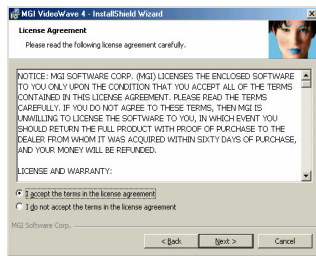 MGI VideoWave 4 - InstallShield Wizard
License Agreement
Please read the following license agreement carefully.
NOTICE: MGI SOFTWARE CORP. (MGI) LICENSES THE ENCLOSED SOFTWARE
TO YOU ONLY UPON THE CONDITION THAT YOU ACCEPT ALL OF THE TERMS
CONTAINED IN THIS LICENSE AGREEMENT. PLEASE READ THE TERMS
CAREFULLY. IF YOU DO NOT AGREE TO THESE TERMS, THEN MGI IS
UNWILLING TO LICENSE THE SOFTWARE TO YOU, IN WHICH EVENT YOU
SHOULD RETURN THE FULL PRODUCT WITH PROOF OF PURCHASE TO THE
DEALER FROM WHOM IT WAS ACQUIRED WITHIN SIXTY DAYS OF PURCHASE,
AND YOUR MONEY WILL BE REFUNDED.
LICENSE AND WARRANTY:
I accept the terms in the license agreement
I do not accept the terms in the license agreement
MGI Software Corp.
< Back Next > Cancel